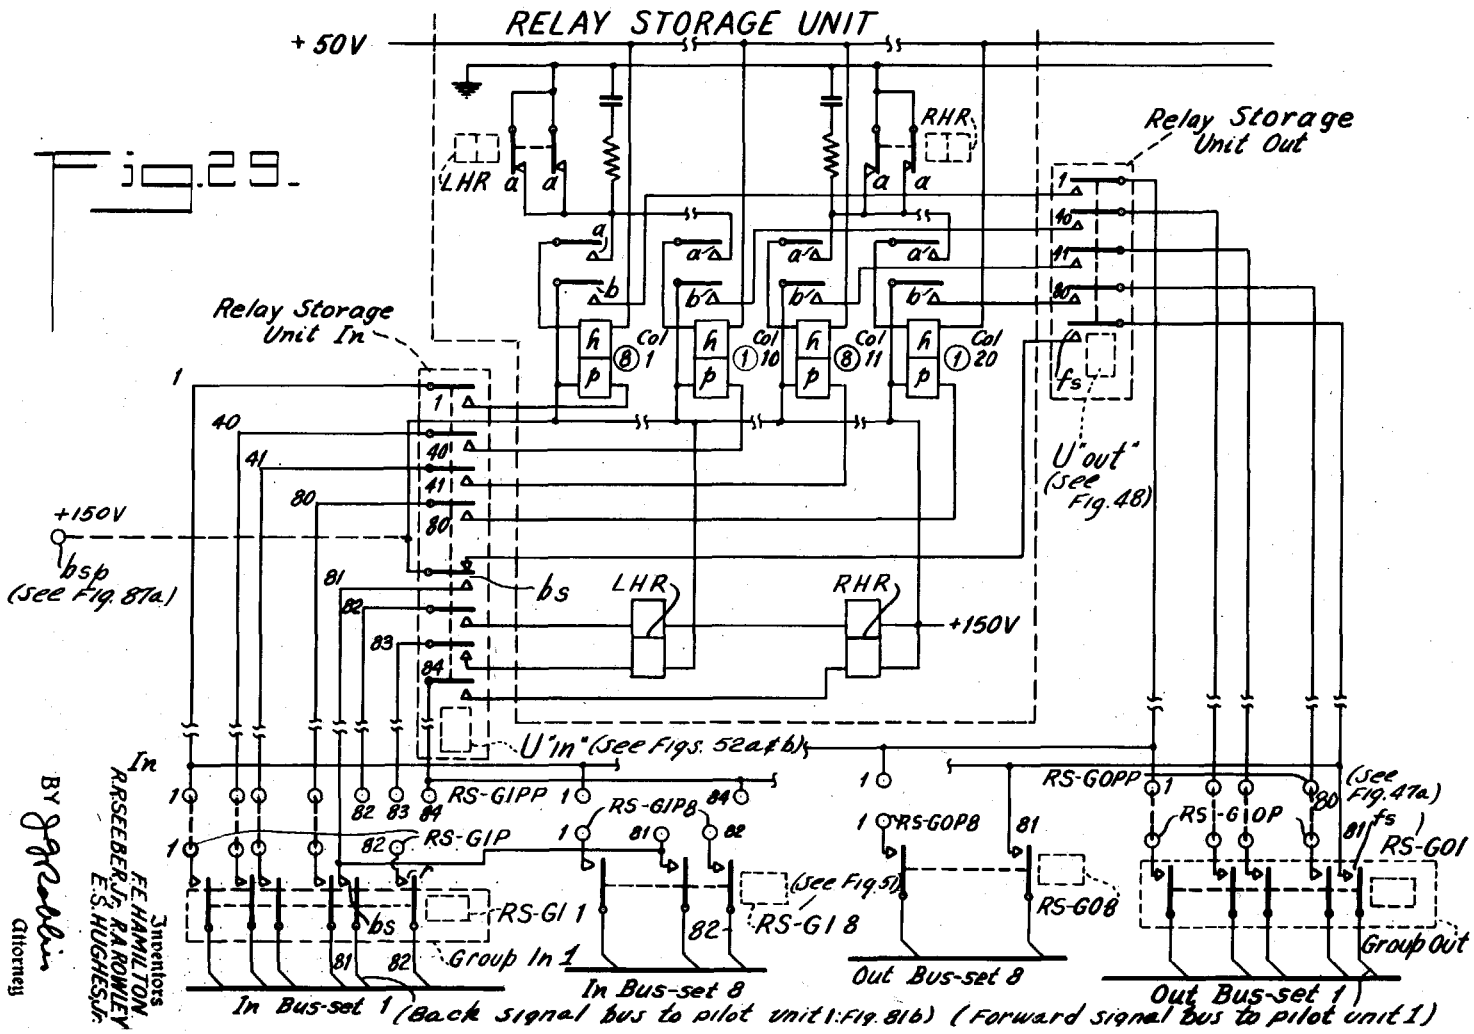 RELAY STORAGE UNIT
+50V
Fig. 29.
LHR
a a
RHR
a a
Relay Storage
Unit Out
1
40
41
80
fs
a a a a
b b b b
Relay Storage
Unit In
h h h h
p p p p
8 Col 1
1 Col 10
8 Col 11
1 Col 20
U"out"
(see
Fig. 48)
1 1
40 40
41 41
80 80
+150V
bsp
(see Fig. 87a)
81
bs
82
83
84
LHR
RHR
+150V
U"in" (see Figs. 52a & b)
In
1 82 83 84 RS-GIPP 1 84
1 RS-GOPP 1 80 (see
Fig. 47a)
1 82 RS-GIP
RS-GIP8
1 81 82
1 RS-GOP8 81
RS-GOP
81 fs
RS-GO1
RS-GI 1
bs
Group In 1
81 82
(see Fig 51)
RS-GI 8
82
RS-GO8
Group Out
In Bus-set 1
In Bus-set 8
Out Bus-set 8
Out Bus-set 1
(Back signal bus to pilot unit 1:Fig. 81b)
(Forward signal bus to pilot unit 1)
Inventors
F.E. HAMILTON.
R.R.SEEBER,Jr. R.A.ROWLEY
E.S.HUGHES,Jr.
BY
Attorney